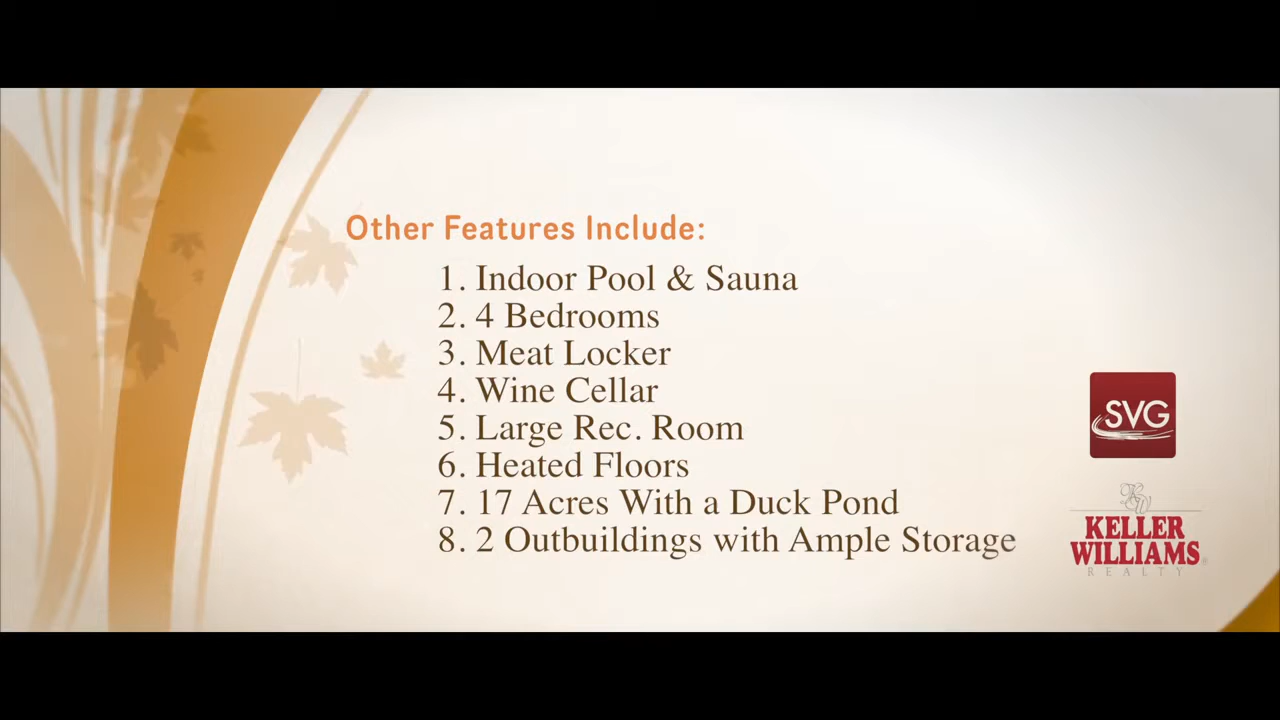 Other Features Include:
1. Indoor Pool & Sauna
2. 4 Bedrooms
3. Meat Locker
4. Wine Cellar
5. Large Rec. Room
6. Heated Floors
7. 17 Acres With a Duck Pond
8. 2 Outbuildings with Ample Storage
SVG
KW
KELLER
WILLIAMS®
REALTY